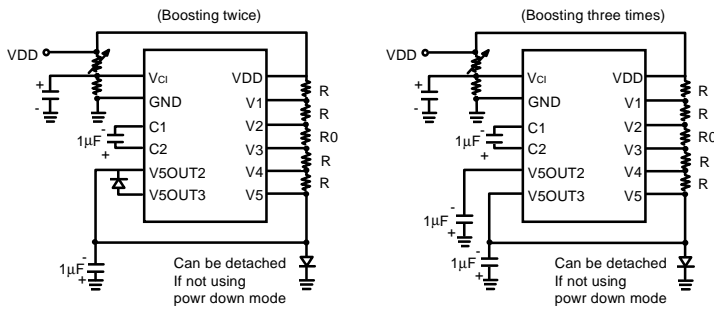 (Boosting twice)
VDD
+
-
VCI
GND
C1
C2
V5OUT2
V5OUT3
VDD
V1
V2
V3
V4
V5
R
R
R0
R
R
-
1µF
+
-
1µF
+
Can be detached
If not using
powr down mode
(Boosting three times)
VDD
+
-
VCI
GND
C1
C2
V5OUT2
V5OUT3
VDD
V1
V2
V3
V4
V5
R
R
R0
R
R
-
1µF
+
-
1µF
+
-
1µF
+
Can be detached
If not using
powr down mode